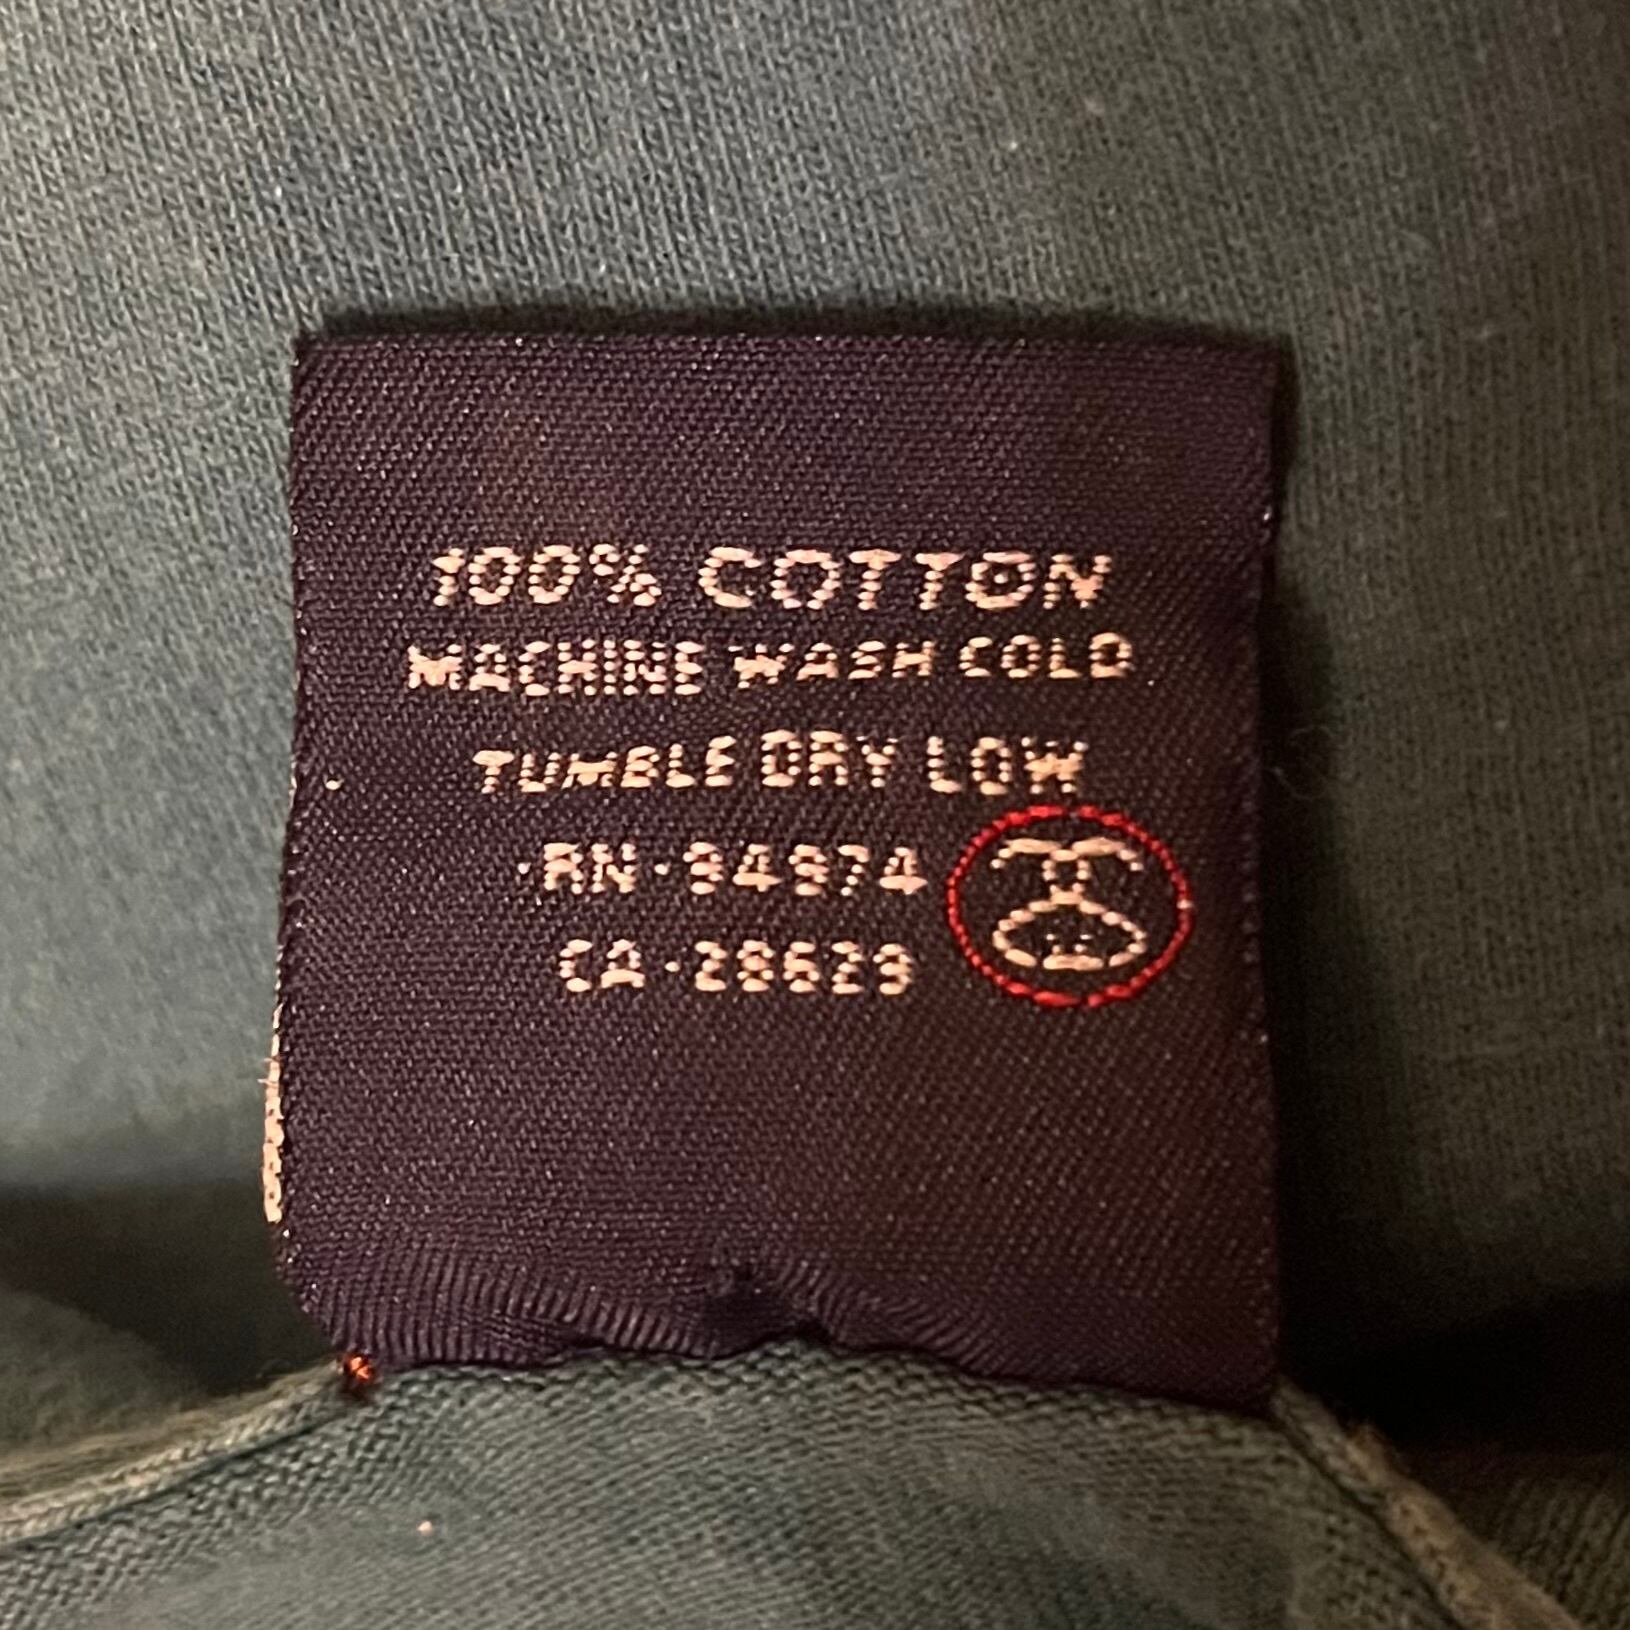 100% COTTON
MACHINE WASH COLD
TUMBLE DRY LOW
·RN·94974
CA·28629